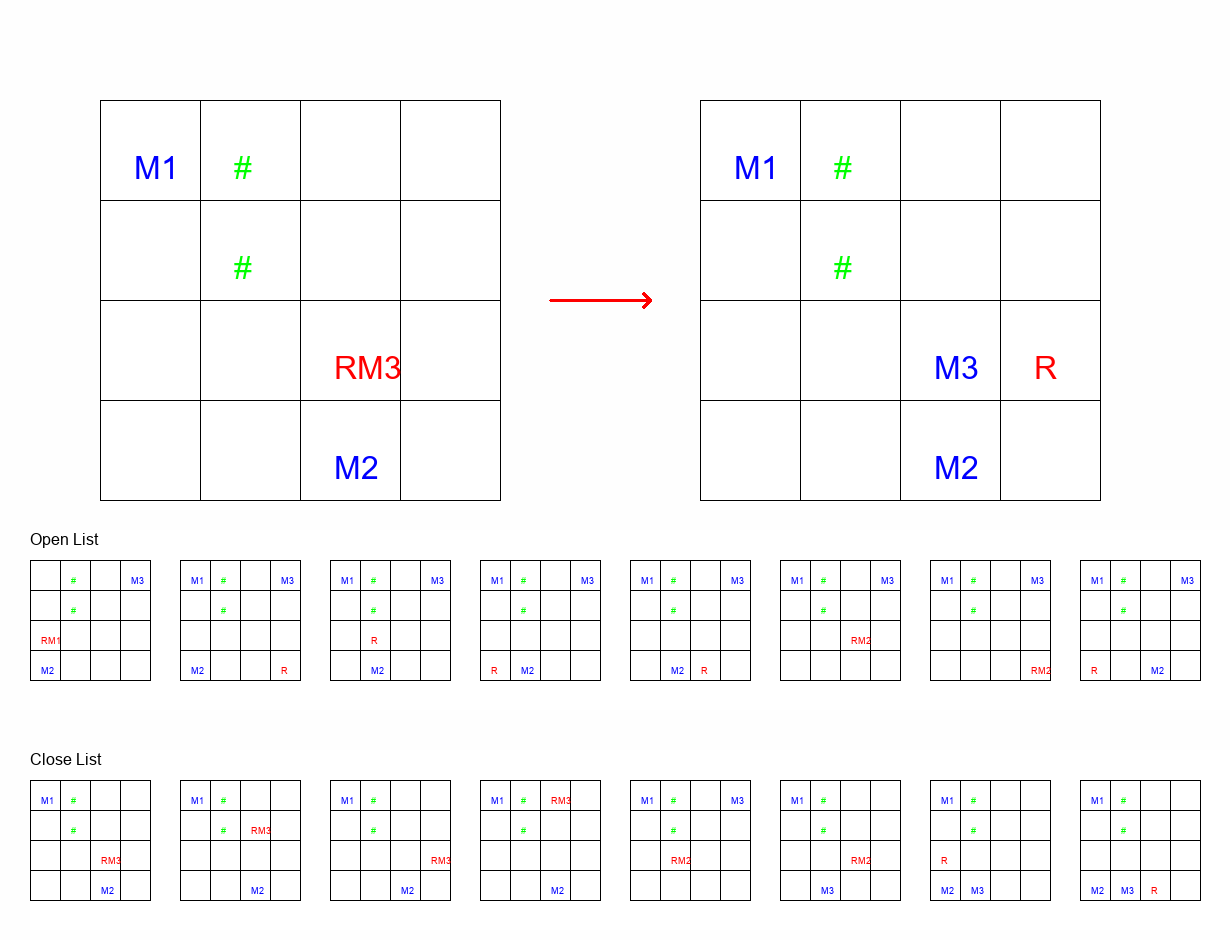 M1 # M1 #
# #
RM3 M3 R
M2 M2
Open List
# M3 M1 # M3 M1 # M3 M1 # M3 M1 # M3 M1 # M3 M1 # M3 M1 # M3
# # # # # # # #
RM1 R RM2
M2 M2 R M2 R M2 M2 R RM2 R M2
Close List
M1 # M1 # M1 # M1 # RM3 M1 # M3 M1 # M1 # M1 #
# # RM3 # # # # # #
RM3 RM3 RM2 RM2 R
M2 M2 M2 M2 M3 M2 M3 M2 M3 R